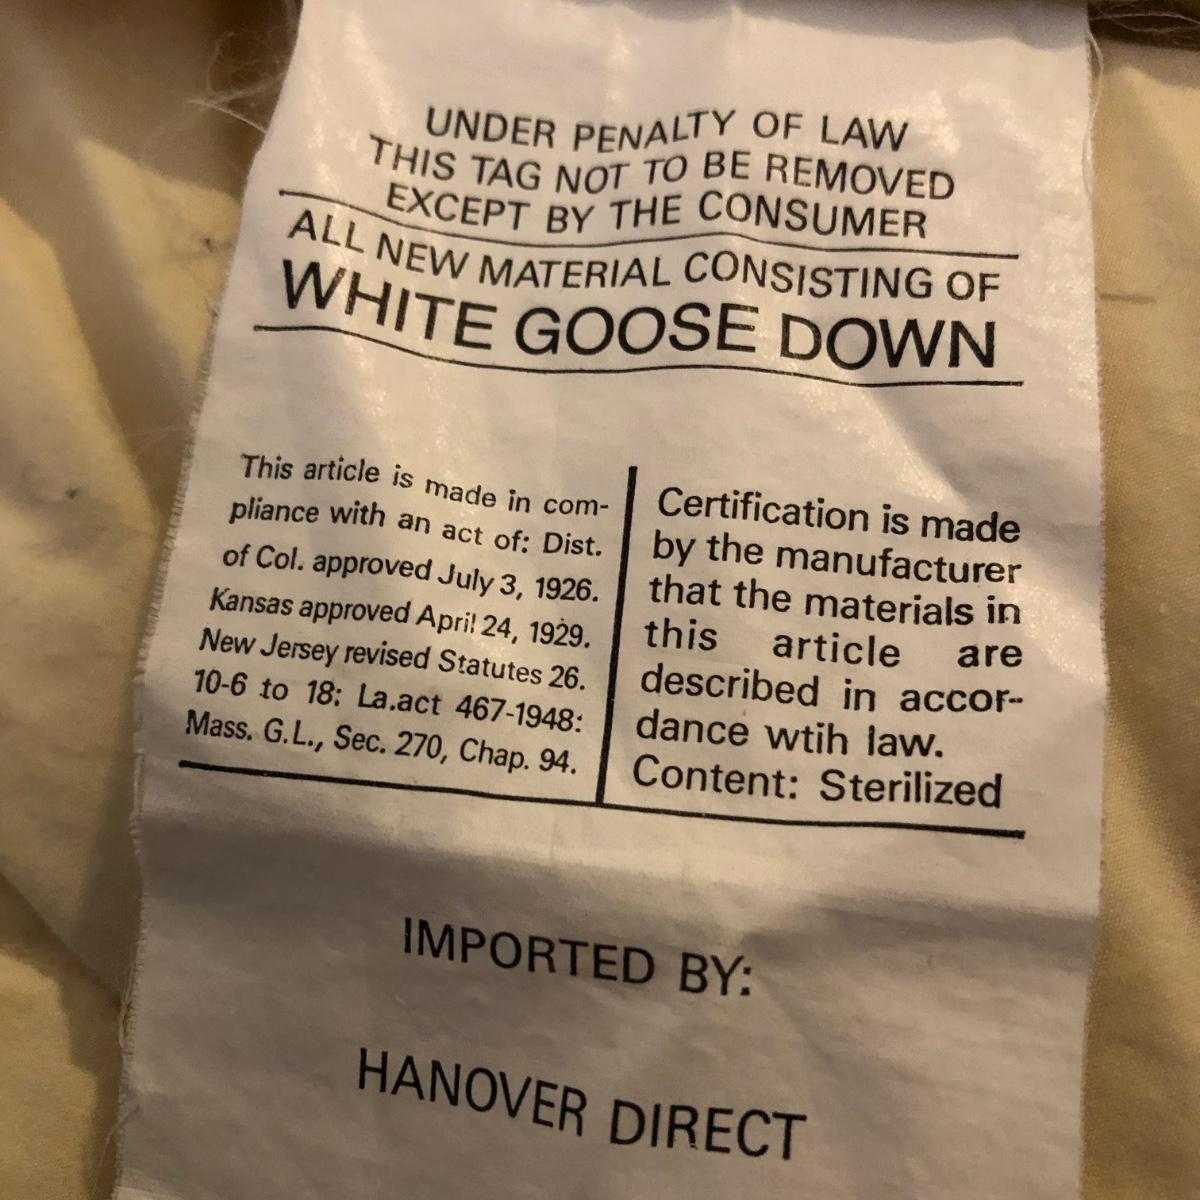 UNDER PENALTY OF LAW
THIS TAG NOT TO BE REMOVED
EXCEPT BY THE CONSUMER
ALL NEW MATERIAL CONSISTING OF
WHITE GOOSE DOWN
This article is made in com-
pliance with an act of: Dist.
of Col. approved July 3, 1926.
Kansas approved April 24, 1929.
New Jersey revised Statutes 26.
10-6 to 18: La.act 467-1948:
Mass. G.L., Sec. 270, Chap. 94.
Certification is made
by the manufacturer
that the materials in
this article are
described in accor-
dance wtih law.
Content: Sterilized
IMPORTED BY:
HANOVER DIRECT